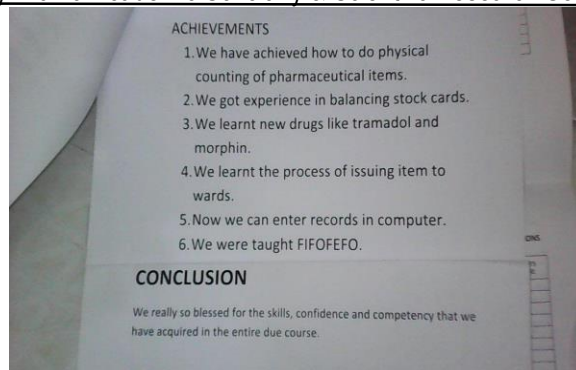 ACHIEVEMENTS
1.We have achieved how to do physical
counting of pharmaceutical items.
2.We got experience in balancing stock cards.
3.We learnt new drugs like tramadol and
morphin.
4.We learnt the process of issuing item to
wards.
5.Now we can enter records in computer.
6.We were taught FIFOFEFO.
CONCLUSION
We really so blessed for the skills, confidence and competency that we
have acquired in the entire due course.